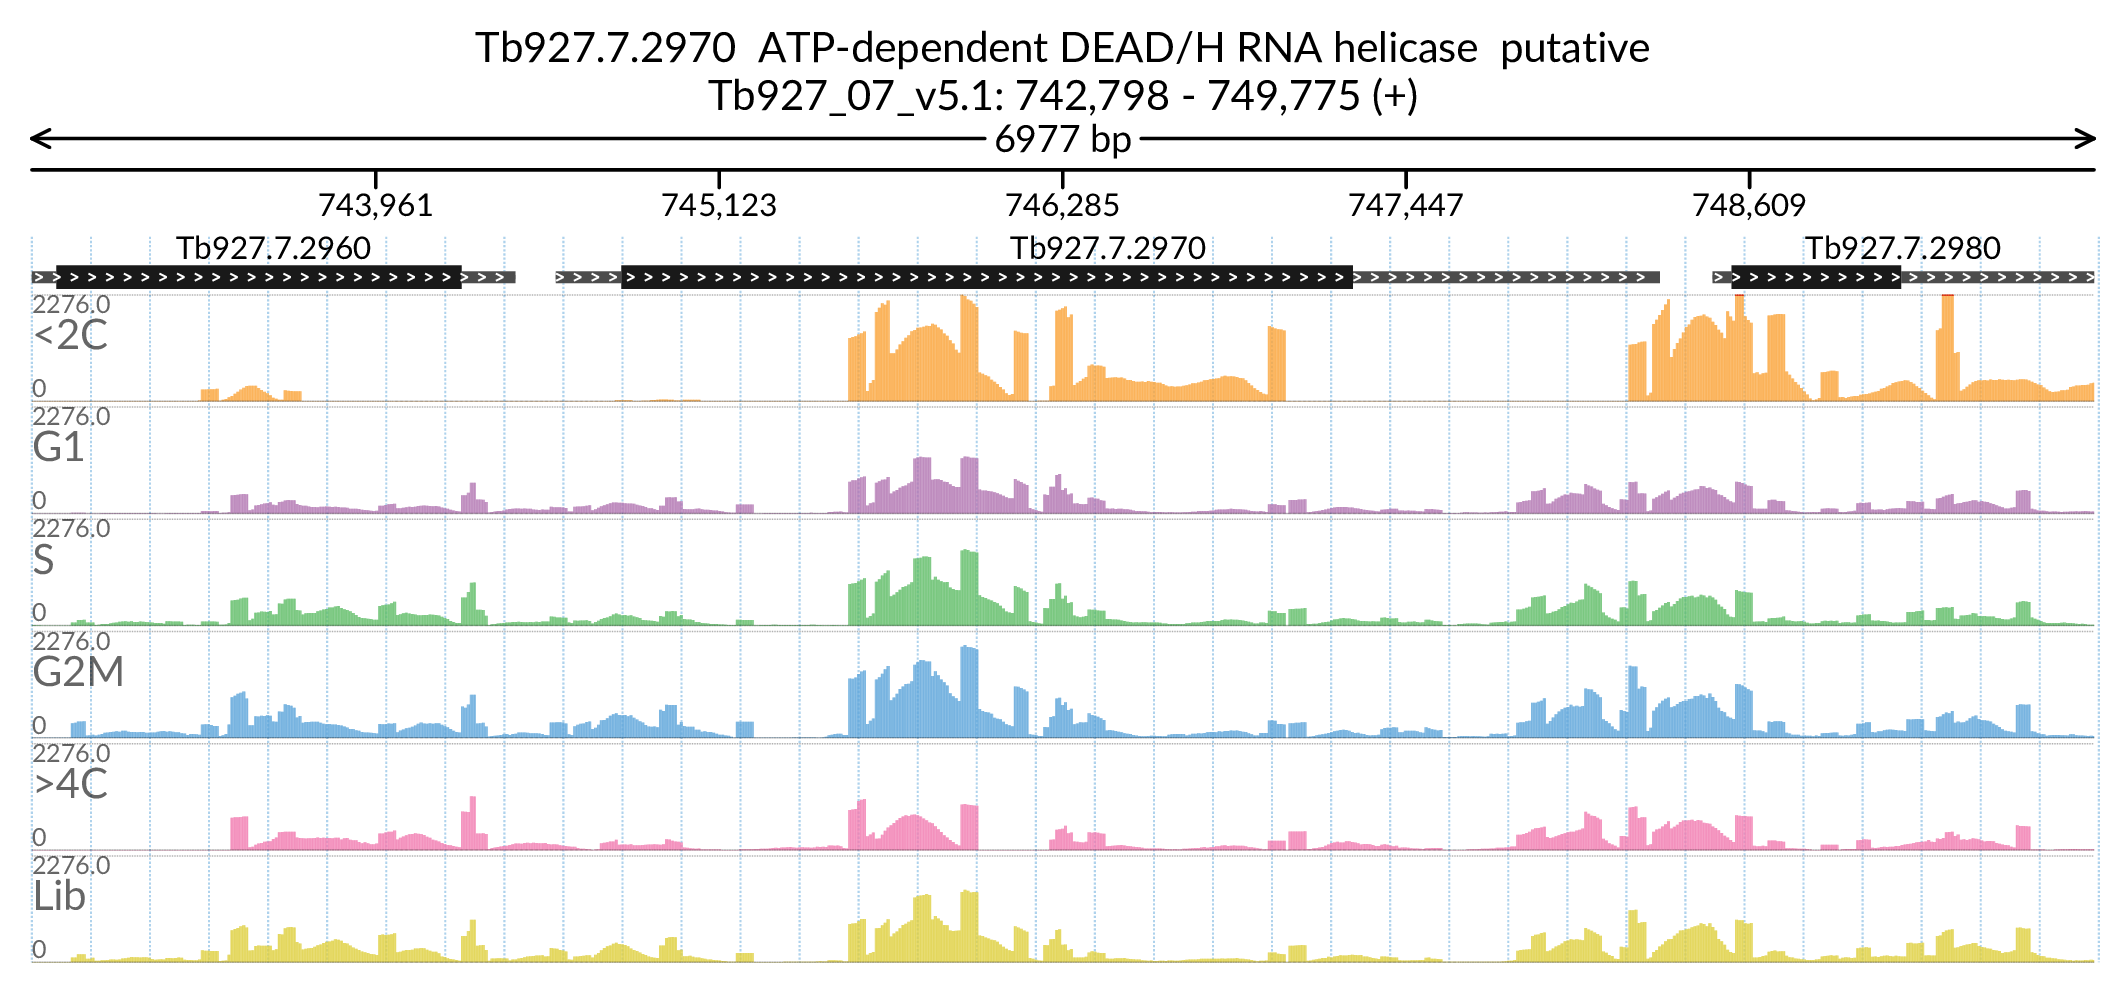 Tb927.7.2970 ATP-dependent DEAD/H RNA helicase putative
Tb927_07_v5.1: 742,798 - 749,775 (+)
6977 bp
743,961 745,123 746,285 747,447 748,609
Tb927.7.2960 Tb927.7.2970 Tb927.7.2980
2276.0
<2C
0
2276.0
G1
0
2276.0
S
0
2276.0
G2M
0
2276.0
>4C
0
2276.0
Lib
0